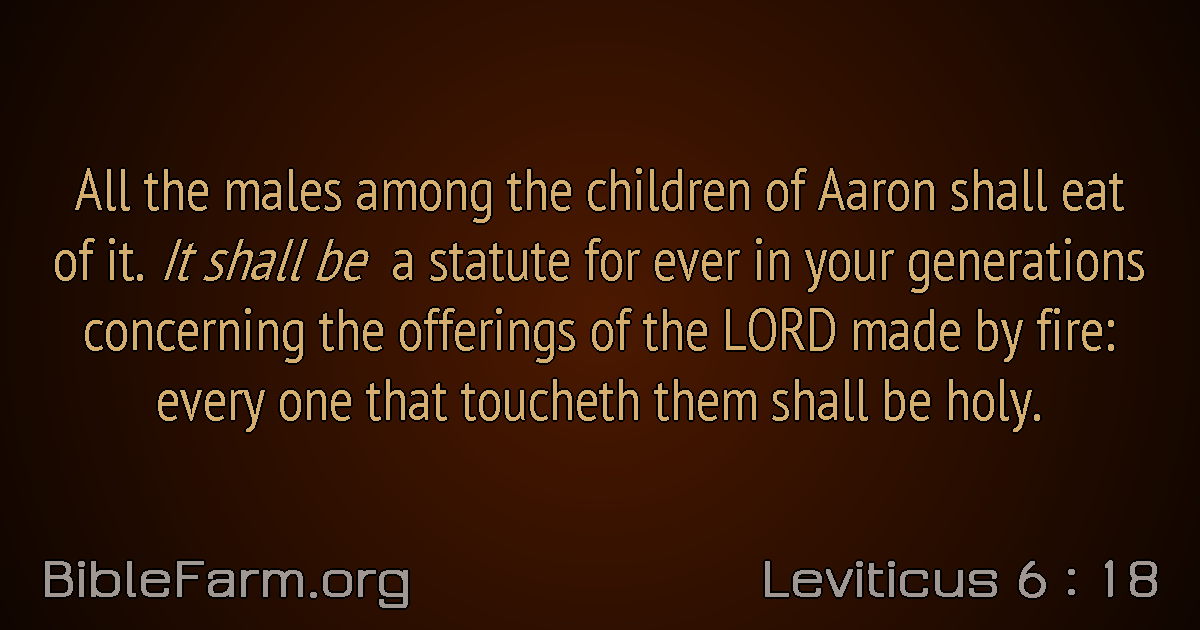 All the males among the children of Aaron shall eat
of it. It shall be a statute for ever in your generations
concerning the offerings of the LORD made by fire:
every one that toucheth them shall be holy.
BibleFarm.org
Leviticus 6 : 18